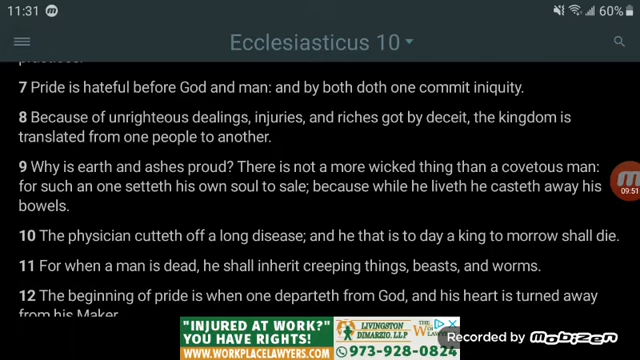 11:31
60%
Ecclesiasticus 10
7 Pride is hateful before God and man: and by both doth one commit iniquity.
8 Because of unrighteous dealings, injuries, and riches got by deceit, the kingdom is
translated from one people to another.
9 Why is earth and ashes proud? There is not a more wicked thing than a covetous man:
for such an one setteth his own soul to sale; because while he liveth he casteth away his
bowels.
10 The physician cutteth off a long disease; and he that is to day a king to morrow shall die.
11 For when a man is dead, he shall inherit creeping things, beasts, and worms.
12 The beginning of pride is when one departeth from God, and his heart is turned away
from his Maker.
09:51
"INJURED AT WORK?"
YOU HAVE RIGHTS!
WWW.WORKPLACELAWYERS.COM
LIVINGSTON
DIMARZIO, LLP
973-928-0824
Recorded by mobizen